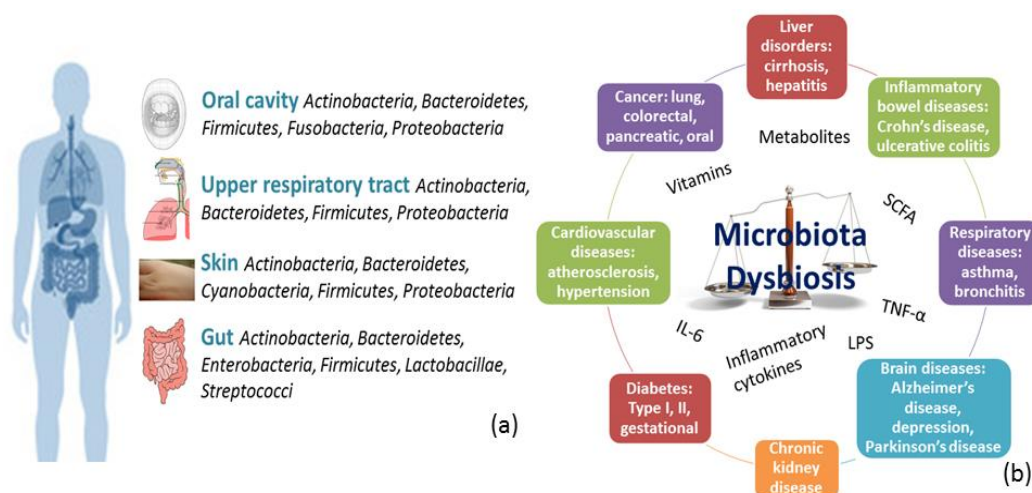 Oral cavity Actinobacteria, Bacteroidetes,
Firmicutes, Fusobacteria, Proteobacteria
Upper respiratory tract Actinobacteria,
Bacteroidetes, Firmicutes, Proteobacteria
Skin Actinobacteria, Bacteroidetes,
Cyanobacteria, Firmicutes, Proteobacteria
Gut Actinobacteria, Bacteroidetes,
Enterobacteria, Firmicutes, Lactobacillae,
Streptococci
(a)
Liver
disorders:
cirrhosis,
hepatitis
Inflammatory
bowel diseases:
Crohn's disease,
ulcerative colitis
Respiratory
diseases:
asthma,
bronchitis
Brain diseases:
Alzheimer's
disease,
depression,
Parkinson's disease
Chronic
kidney
disease
Diabetes:
Type I, II,
gestational
Cardiovascular
diseases:
atherosclerosis,
hypertension
Cancer: lung,
colorectal,
pancreatic, oral
Metabolites
Vitamins
SCFA
Microbiota
Dysbiosis
TNF-α
LPS
IL-6
Inflammatory
cytokines
(b)